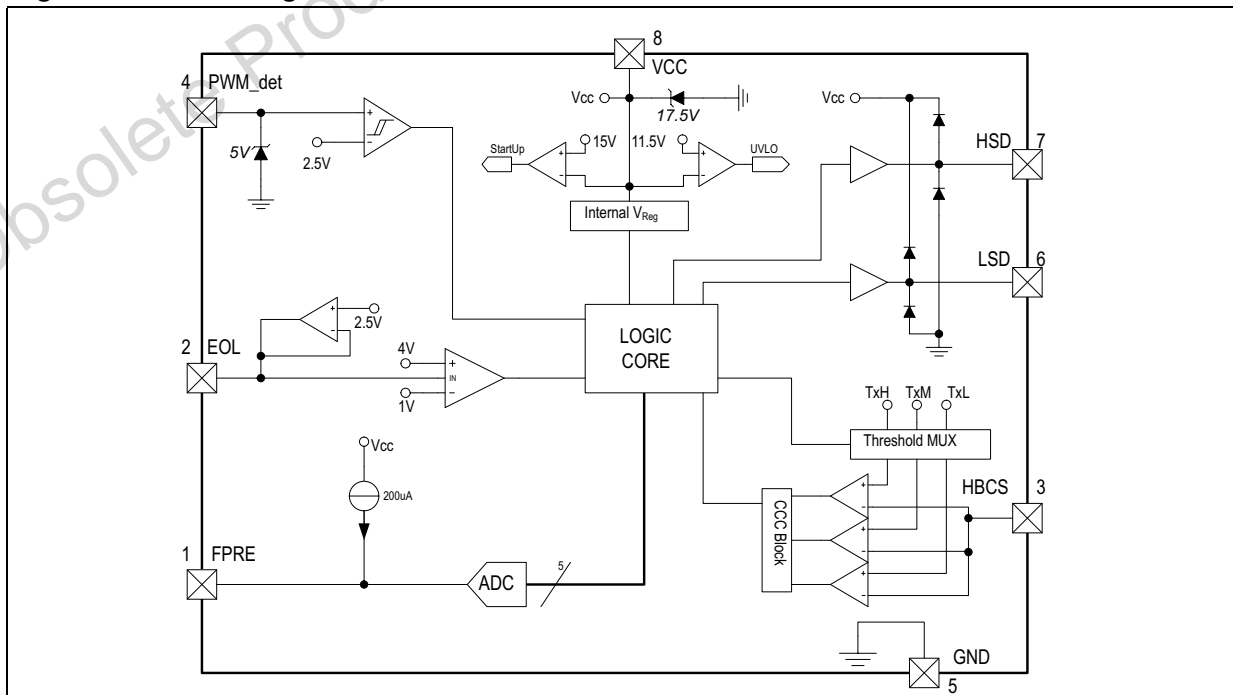 Obsolete Prod
8
VCC
4 PWM_det
Vcc
17.5V
Vcc
HSD
7
5V
2.5V
StartUp
15V
11.5V
UVLO
Internal VReg
LSD 6
2.5V
LOGIC
CORE
2 EOL
4V
IN
1V
TxH TxM TxL
Threshold MUX
Vcc
200uA
HBCS 3
CCC Block
1 FPRE
ADC
5
GND
5